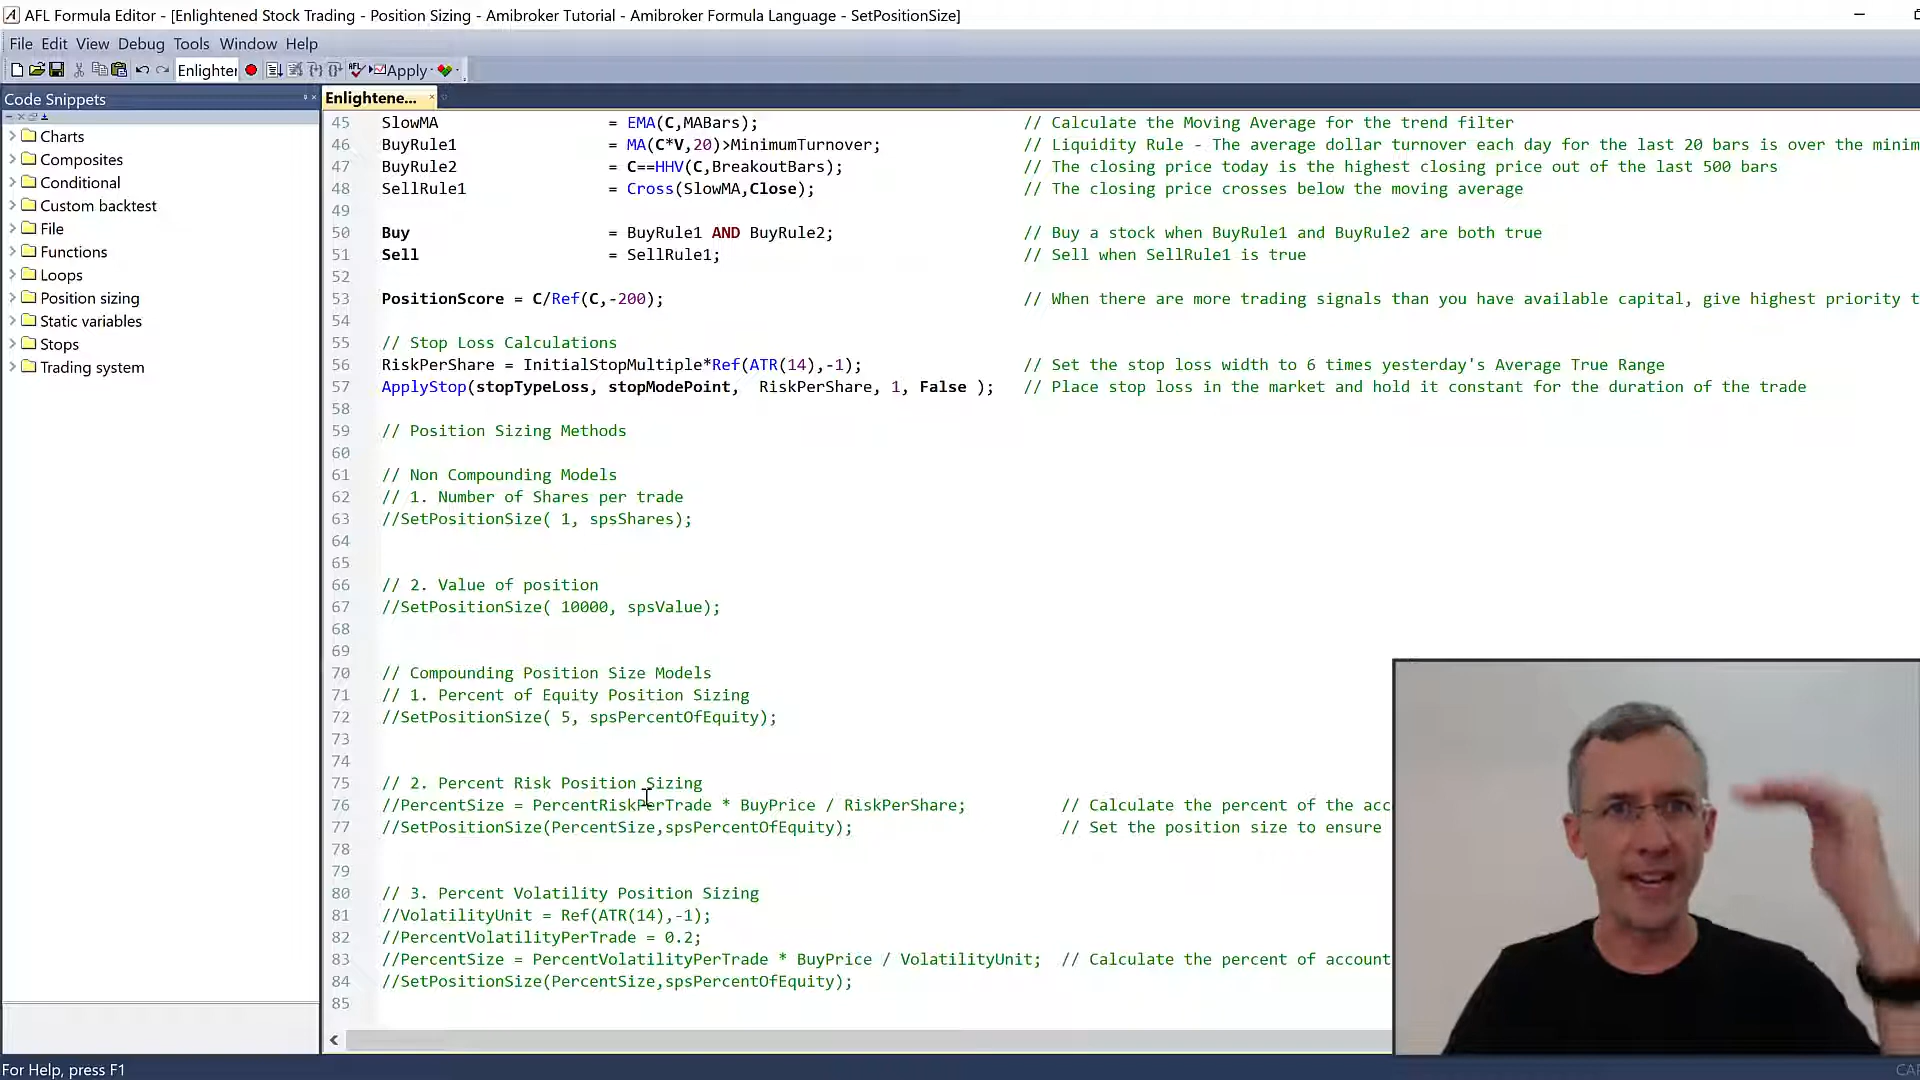 AFL Formula Editor - [Enlightened Stock Trading - Position Sizing - Amibroker Tutorial - Amibroker Formula Language - SetPositionSize]
File Edit View Debug Tools Window Help
Enlighter Apply
Code Snippets
Charts
Composites
Conditional
Custom backtest
File
Functions
Loops
Position sizing
Static variables
Stops
Trading system
Enlightene...
45 SlowMA = EMA(C,MABars); // Calculate the Moving Average for the trend filter
46 BuyRule1 = MA(C*V,20)>MinimumTurnover; // Liquidity Rule - The average dollar turnover each day for the last 20 bars is over the minim
47 BuyRule2 = C==HHV(C,BreakoutBars); // The closing price today is the highest closing price out of the last 500 bars
48 SellRule1 = Cross(SlowMA,Close); // The closing price crosses below the moving average
49
50 Buy = BuyRule1 AND BuyRule2; // Buy a stock when BuyRule1 and BuyRule2 are both true
51 Sell = SellRule1; // Sell when SellRule1 is true
52
53 PositionScore = C/Ref(C,-200); // When there are more trading signals than you have available capital, give highest priority t
54
55 // Stop Loss Calculations
56 RiskPerShare = InitialStopMultiple*Ref(ATR(14),-1); // Set the stop loss width to 6 times yesterday's Average True Range
57 ApplyStop(stopTypeLoss, stopModePoint, RiskPerShare, 1, False ); // Place stop loss in the market and hold it constant for the duration of the trade
58
59 // Position Sizing Methods
60
61 // Non Compounding Models
62 // 1. Number of Shares per trade
63 //SetPositionSize( 1, spsShares);
64
65
66 // 2. Value of position
67 //SetPositionSize( 10000, spsValue);
68
69
70 // Compounding Position Size Models
71 // 1. Percent of Equity Position Sizing
72 //SetPositionSize( 5, spsPercentOfEquity);
73
74
75 // 2. Percent Risk Position Sizing
76 //PercentSize = PercentRiskPerTrade * BuyPrice / RiskPerShare; // Calculate the percent of the acc
77 //SetPositionSize(PercentSize,spsPercentOfEquity); // Set the position size to ensure
78
79
80 // 3. Percent Volatility Position Sizing
81 //VolatilityUnit = Ref(ATR(14),-1);
82 //PercentVolatilityPerTrade = 0.2;
83 //PercentSize = PercentVolatilityPerTrade * BuyPrice / VolatilityUnit; // Calculate the percent of account
84 //SetPositionSize(PercentSize,spsPercentOfEquity);
85
For Help, press F1
CA